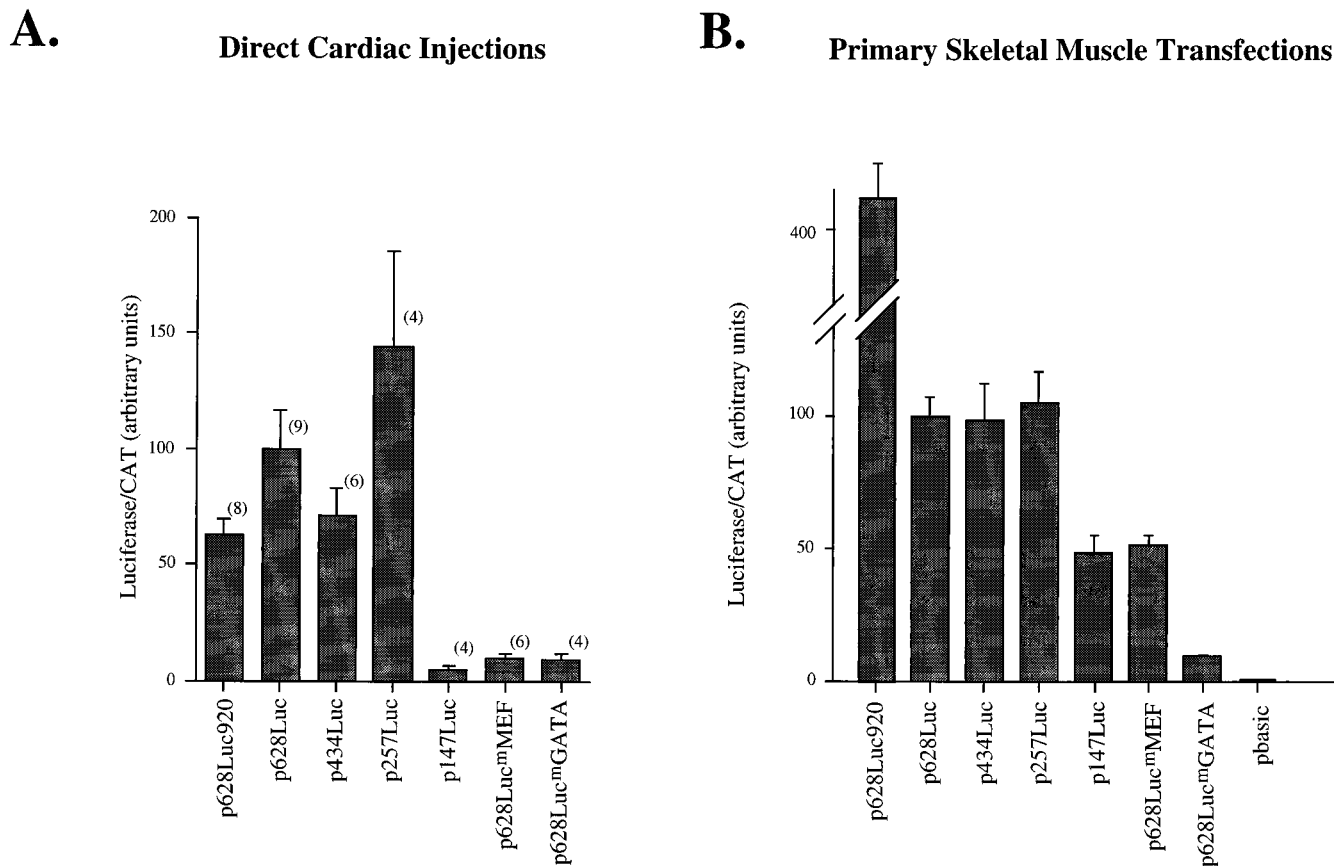 A.
Direct Cardiac Injections
Luciferase/CAT (arbitrary units)
200
150
100
50
0
(8)
(9)
(6)
(4)
(4)
(6)
(4)
p628Luc920
p628Luc
p434Luc
p257Luc
p147Luc
p628LucmMEF
p628LucmGATA
B.
Primary Skeletal Muscle Transfections
Luciferase/CAT (arbitrary units)
400
100
50
0
p628Luc920
p628Luc
p434Luc
p257Luc
p147Luc
p628LucmMEF
p628LucmGATA
pbasic